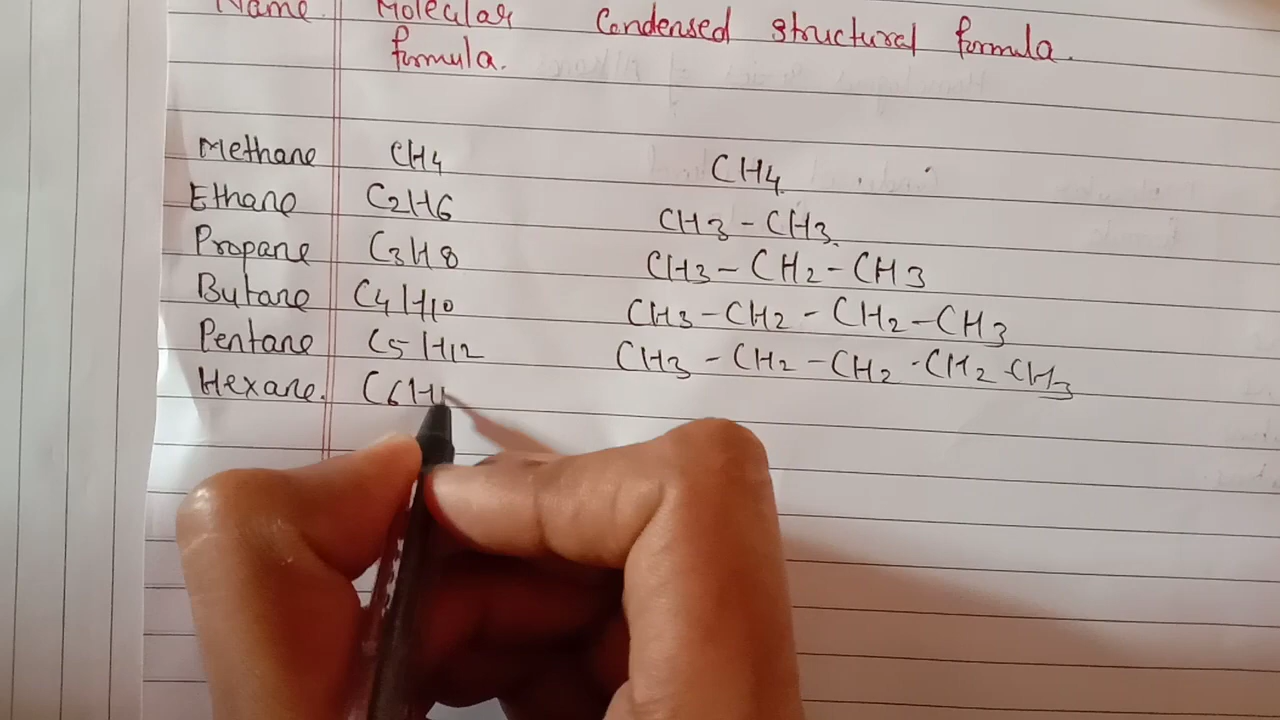 Name Molecular Condensed structural formula.
formula.
Methane CH4 CH4
Ethane C2H6 CH3-CH3
Propane C3H8 CH3-CH2-CH3
Butane C4H10 CH3-CH2-CH2-CH3
Pentane C5H12 CH3-CH2-CH2-CH2-CH3
Hexane. C6H1